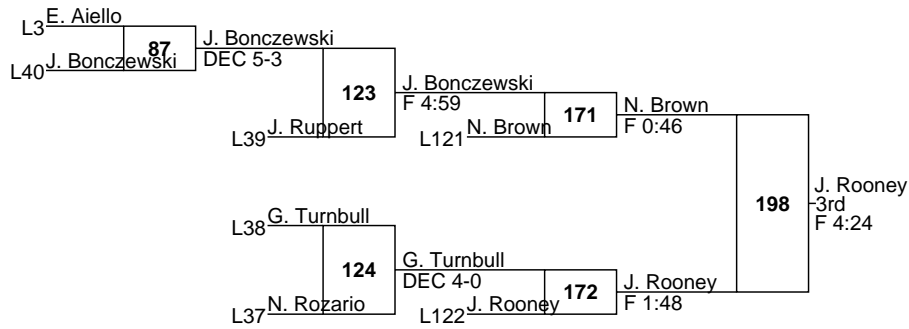 E. Aiello
L3
87
J. Bonczewski
L40
J. Bonczewski
DEC 5-3
123
J. Ruppert
L39
J. Bonczewski
F 4:59
171
N. Brown
L121
N. Brown
F 0:46
198
J. Rooney
3rd
F 4:24
G. Turnbull
L38
124
N. Rozario
L37
G. Turnbull
DEC 4-0
172
J. Rooney
L122
J. Rooney
F 1:48